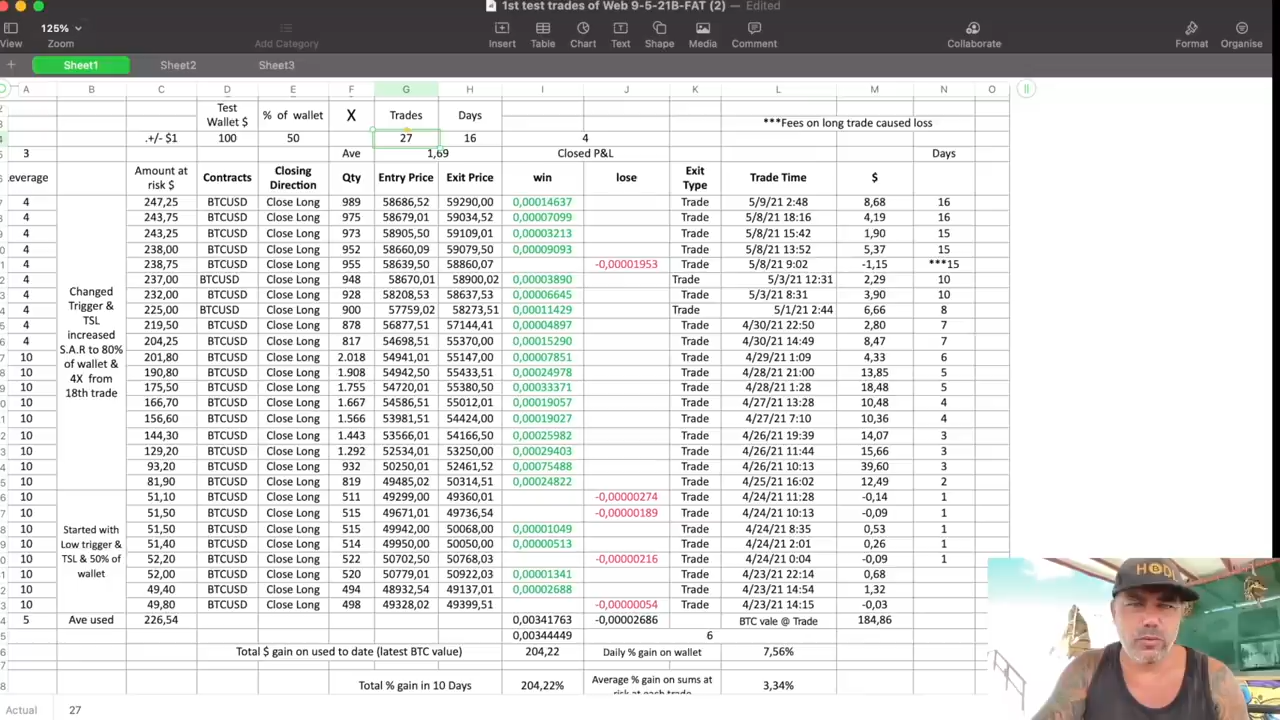 1st test trades of Web 9-5-21B-FAT (2) — Edited
125%
View Zoom Add Category Insert Table Chart Text Shape Media Comment Collaborate Format Organise
+ Sheet1 Sheet2 Sheet3
A B C D E F G H I J K L M N O
Test Wallet $ % of wallet X Trades Days ***Fees on long trade caused loss
.+/- $1 100 50 27 16 4
3 Ave 1,69 Closed P&L Days
everage Amount at risk $ Contracts Closing Direction Qty Entry Price Exit Price win lose Exit Type Trade Time $
4 247,25 BTCUSD Close Long 989 58686,52 59290,00 0,00014637 Trade 5/9/21 2:48 8,68 16
4 243,75 BTCUSD Close Long 975 58679,01 59034,52 0,00007099 Trade 5/8/21 18:16 4,19 16
4 243,25 BTCUSD Close Long 973 58905,50 59109,01 0,00003213 Trade 5/8/21 15:42 1,90 15
4 238,00 BTCUSD Close Long 952 58660,09 59079,50 0,00009093 Trade 5/8/21 13:52 5,37 15
4 238,75 BTCUSD Close Long 955 58639,50 58860,07 -0,00001953 Trade 5/8/21 9:02 -1,15 ***15
4 237,00 BTCUSD Close Long 948 58670,01 58900,02 0,00003890 Trade 5/3/21 12:31 2,29 10
4 232,00 BTCUSD Close Long 928 58208,53 58637,53 0,00006645 Trade 5/3/21 8:31 3,90 10
4 225,00 BTCUSD Close Long 900 57759,02 58273,51 0,00011429 Trade 5/1/21 2:44 6,66 8
4 219,50 BTCUSD Close Long 878 56877,51 57144,41 0,00004897 Trade 4/30/21 22:50 2,80 7
4 204,25 BTCUSD Close Long 817 54698,51 55370,00 0,00015290 Trade 4/30/21 14:49 8,47 7
10 201,80 BTCUSD Close Long 2.018 54941,01 55147,00 0,00007851 Trade 4/29/21 1:09 4,33 6
10 190,80 BTCUSD Close Long 1.908 54942,50 55433,51 0,00024978 Trade 4/28/21 21:00 13,85 5
10 175,50 BTCUSD Close Long 1.755 54720,01 55380,50 0,00033371 Trade 4/28/21 1:28 18,48 5
10 166,70 BTCUSD Close Long 1.667 54586,51 55012,01 0,00019057 Trade 4/27/21 13:28 10,48 4
10 156,60 BTCUSD Close Long 1.566 53981,51 54424,00 0,00019027 Trade 4/27/21 7:10 10,36 4
10 144,30 BTCUSD Close Long 1.443 53566,01 54166,50 0,00025982 Trade 4/26/21 19:39 14,07 3
10 129,20 BTCUSD Close Long 1.292 52534,01 53250,00 0,00029403 Trade 4/26/21 11:44 15,66 3
10 93,20 BTCUSD Close Long 932 50250,01 52461,52 0,00075488 Trade 4/26/21 10:13 39,60 3
10 81,90 BTCUSD Close Long 819 49485,02 50314,51 0,00024822 Trade 4/25/21 16:02 12,49 2
Changed
Trigger &
TSL
increased
S.A.R to 80%
of wallet &
4X from
18th trade
10 51,10 BTCUSD Close Long 511 49299,00 49360,01 -0,00000274 Trade 4/24/21 11:28 -0,14 1
10 51,50 BTCUSD Close Long 515 49671,01 49736,54 -0,00000189 Trade 4/24/21 10:13 -0,09 1
10 51,50 BTCUSD Close Long 515 49942,00 50068,00 0,00001049 Trade 4/24/21 8:35 0,53 1
10 51,40 BTCUSD Close Long 514 49950,00 50050,00 0,00000513 Trade 4/24/21 2:01 0,26 1
10 52,20 BTCUSD Close Long 522 50702,50 50768,03 -0,00000216 Trade 4/24/21 0:04 -0,09 1
10 52,00 BTCUSD Close Long 520 50779,01 50922,03 0,00001341 Trade 4/23/21 22:14 0,68
10 49,40 BTCUSD Close Long 494 48932,54 49137,01 0,00002688 Trade 4/23/21 14:54 1,32
10 49,80 BTCUSD Close Long 498 49328,02 49399,51 -0,00000054 Trade 4/23/21 14:15 -0,03
Started with
Low trigger &
TSL & 50% of
wallet
5 Ave used 226,54 0,00341763 -0,00002686 BTC vale @ Trade 184,86
0,00344449 6
Total $ gain on used to date (latest BTC value) 204,22 Daily % gain on wallet 7,56%
Total % gain in 10 Days 204,22% Average % gain on sums at risk at each trade 3,34%
Actual 27